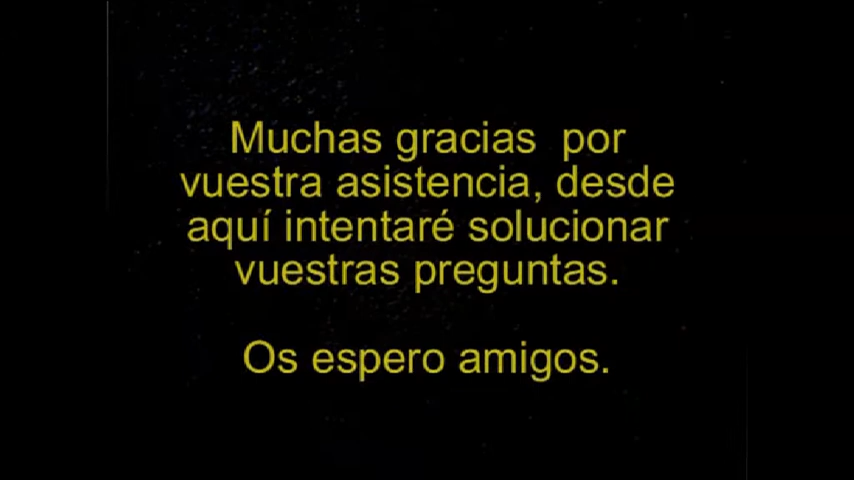 Muchas gracias  por
vuestra asistencia, desde
aquí intentaré solucionar
vuestras preguntas.
Os espero amigos.